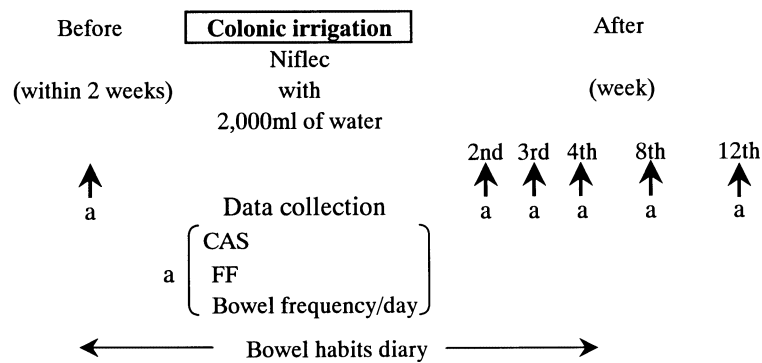 Before Colonic irrigation After
Niflec
(within 2 weeks) with (week)
2,000ml of water
2nd 3rd 4th 8th 12th
a Data collection a a a a a
CAS
a FF
Bowel frequency/day
Bowel habits diary